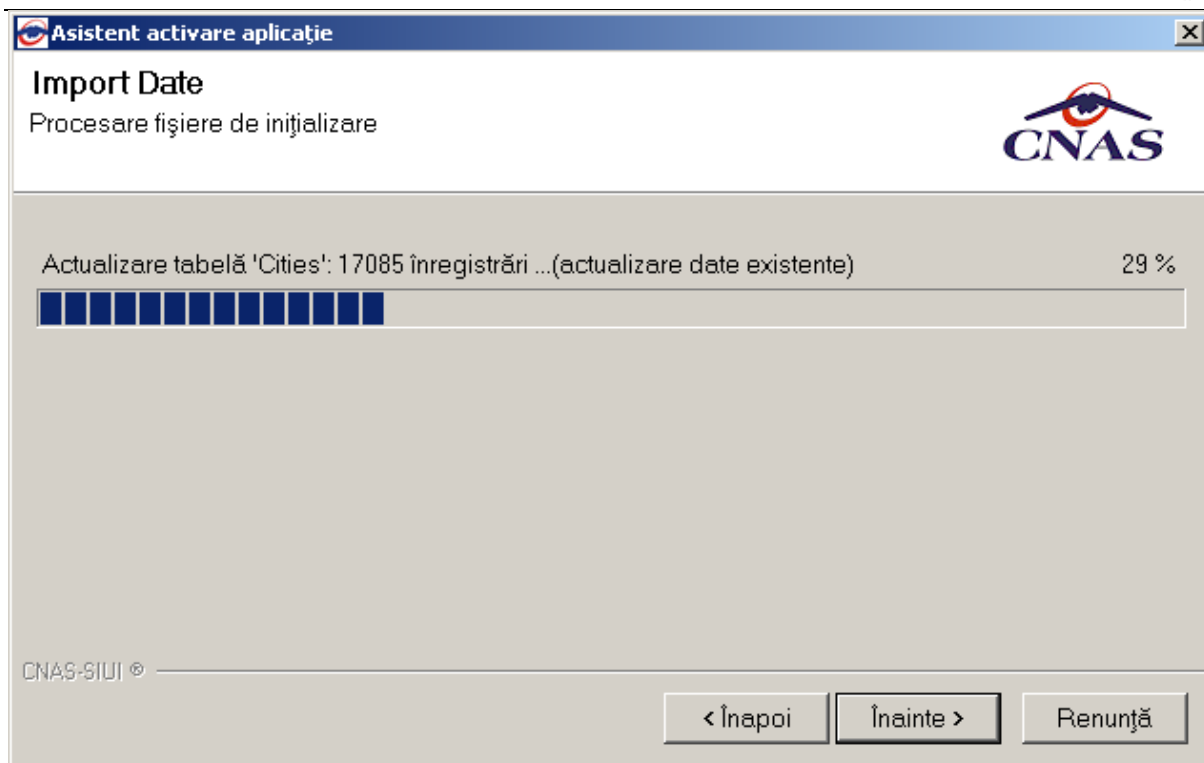 Asistent activare aplicaţie
Import Date
Procesare fişiere de iniţializare
CNAS
Actualizare tabelă 'Cities': 17085 înregistrări ...(actualizare date existente) 29 %
CNAS-SIUI ®
< Înapoi Înainte > Renunţă